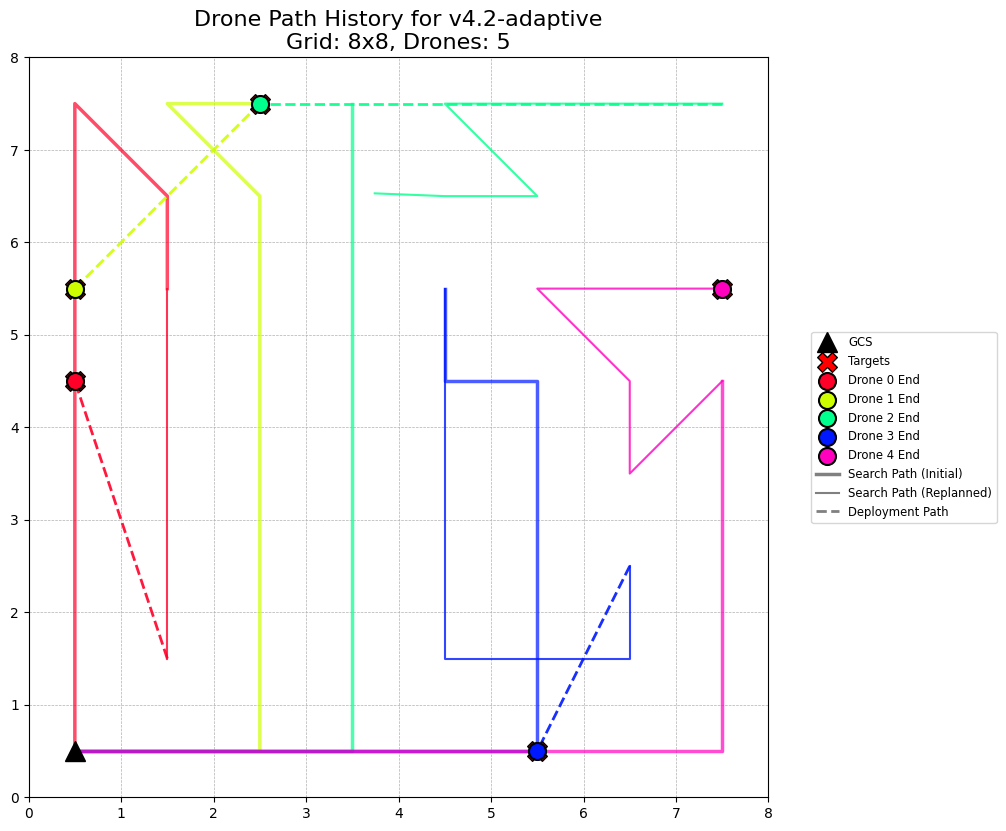 Drone Path History for v4.2-adaptive
Grid: 8x8, Drones: 5
8
7
6
5
4
3
2
1
0
0 1 2 3 4 5 6 7 8
GCS
Targets
Drone 0 End
Drone 1 End
Drone 2 End
Drone 3 End
Drone 4 End
Search Path (Initial)
Search Path (Replanned)
Deployment Path